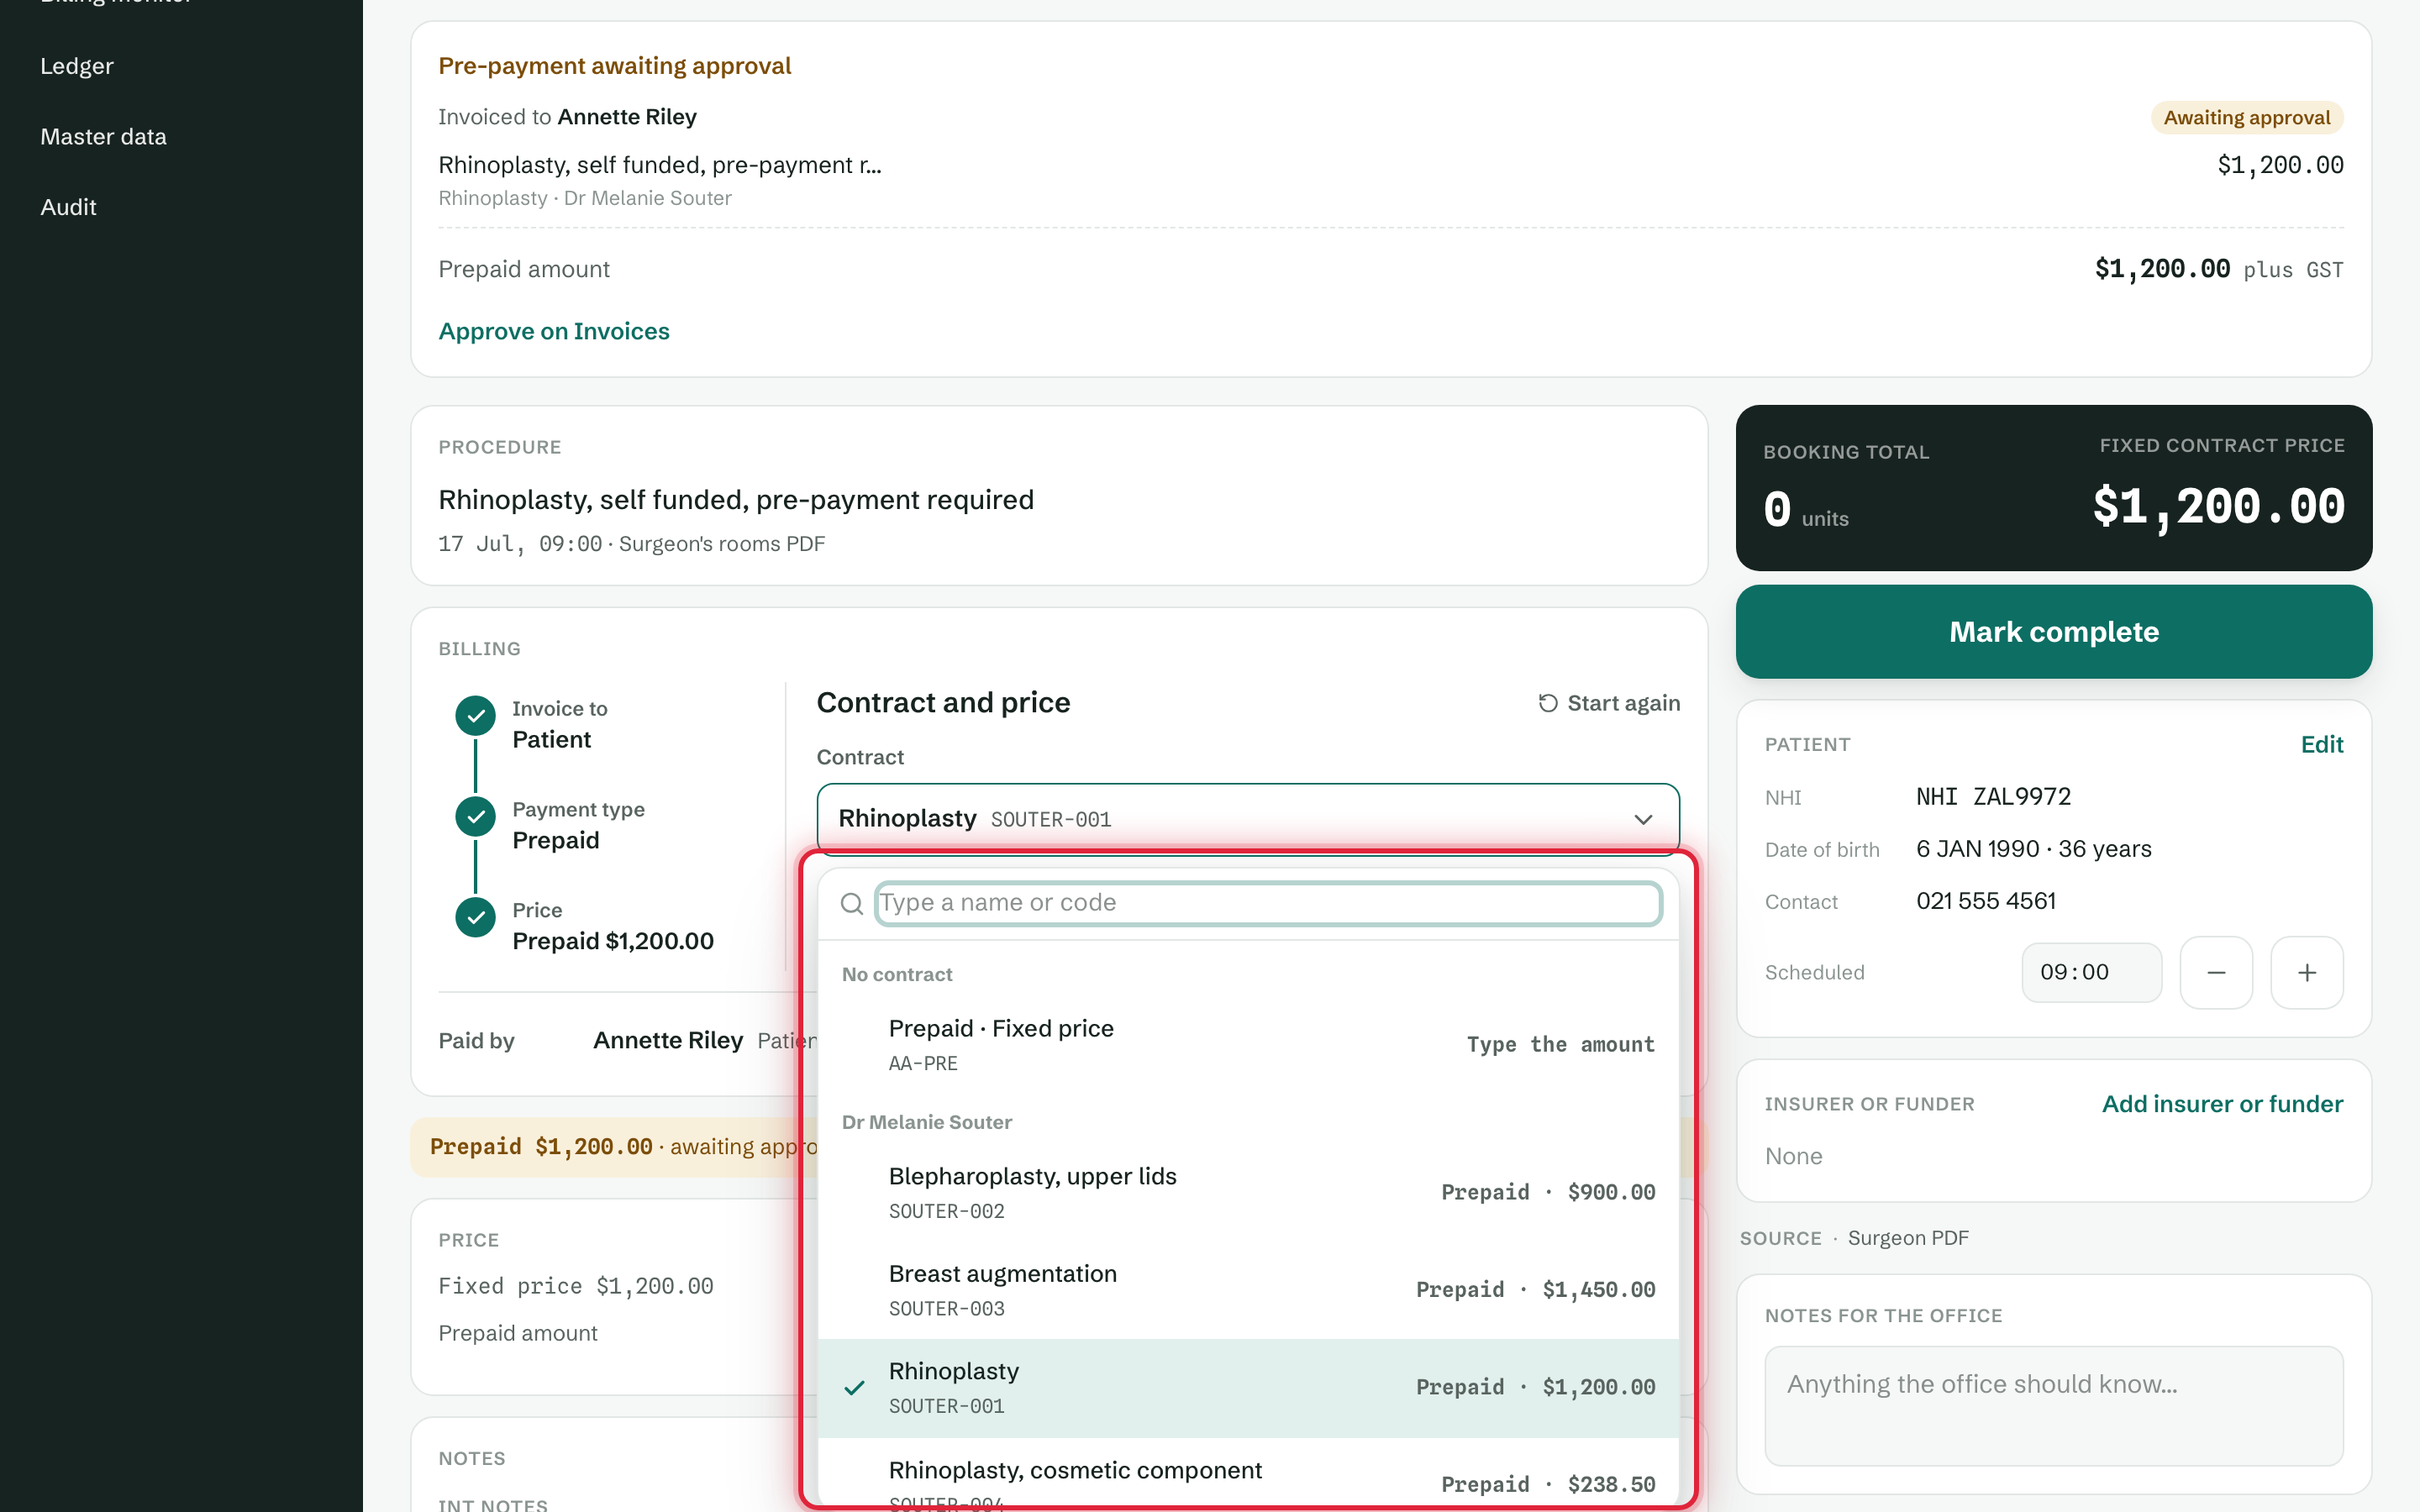 Ledger
Master data
Audit
Pre-payment awaiting approval
Invoiced to Annette Riley
Awaiting approval
Rhinoplasty, self funded, pre-payment r...
$1,200.00
Rhinoplasty · Dr Melanie Souter
Prepaid amount
$1,200.00 plus GST
Approve on Invoices
PROCEDURE
Rhinoplasty, self funded, pre-payment required
17 Jul, 09:00 · Surgeon's rooms PDF
BOOKING TOTAL
FIXED CONTRACT PRICE
0 units
$1,200.00
Mark complete
BILLING
Invoice to
Patient
Payment type
Prepaid
Price
Prepaid $1,200.00
Paid by
Annette Riley
Contract and price
Start again
Contract
Rhinoplasty SOUTER-001
Type a name or code
No contract
Prepaid · Fixed price
AA-PRE
Type the amount
Dr Melanie Souter
Blepharoplasty, upper lids
SOUTER-002
Prepaid · $900.00
Breast augmentation
SOUTER-003
Prepaid · $1,450.00
Rhinoplasty
SOUTER-001
Prepaid · $1,200.00
Rhinoplasty, cosmetic component
SOUTER-004
Prepaid · $238.50
Prepaid $1,200.00 · awaiting
PRICE
Fixed price $1,200.00
Prepaid amount
NOTES
INT NOTES
PATIENT
Edit
NHI
NHI ZAL9972
Date of birth
6 JAN 1990 · 36 years
Contact
021 555 4561
Scheduled
09:00
INSURER OR FUNDER
Add insurer or funder
None
SOURCE · Surgeon PDF
NOTES FOR THE OFFICE
Anything the office should know...